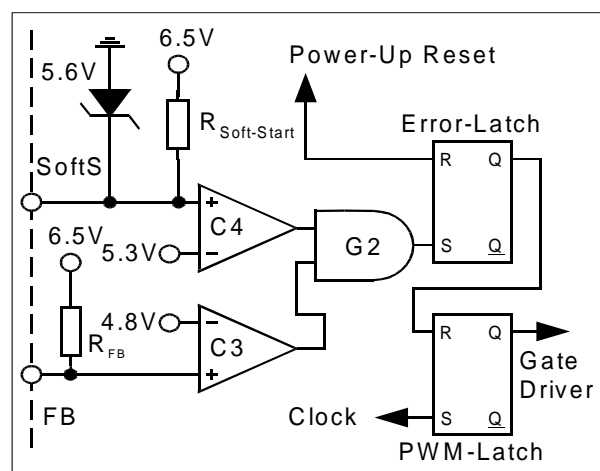 6.5V
Power-Up Reset
5.6V
R Soft-Start
Error-Latch
SoftS
R Q
+
C4
G2
6.5V
5.3V
-
S Q
4.8V
-
R FB
C3
R Q
+
Gate
Driver
FB
Clock
S Q
PWM-Latch